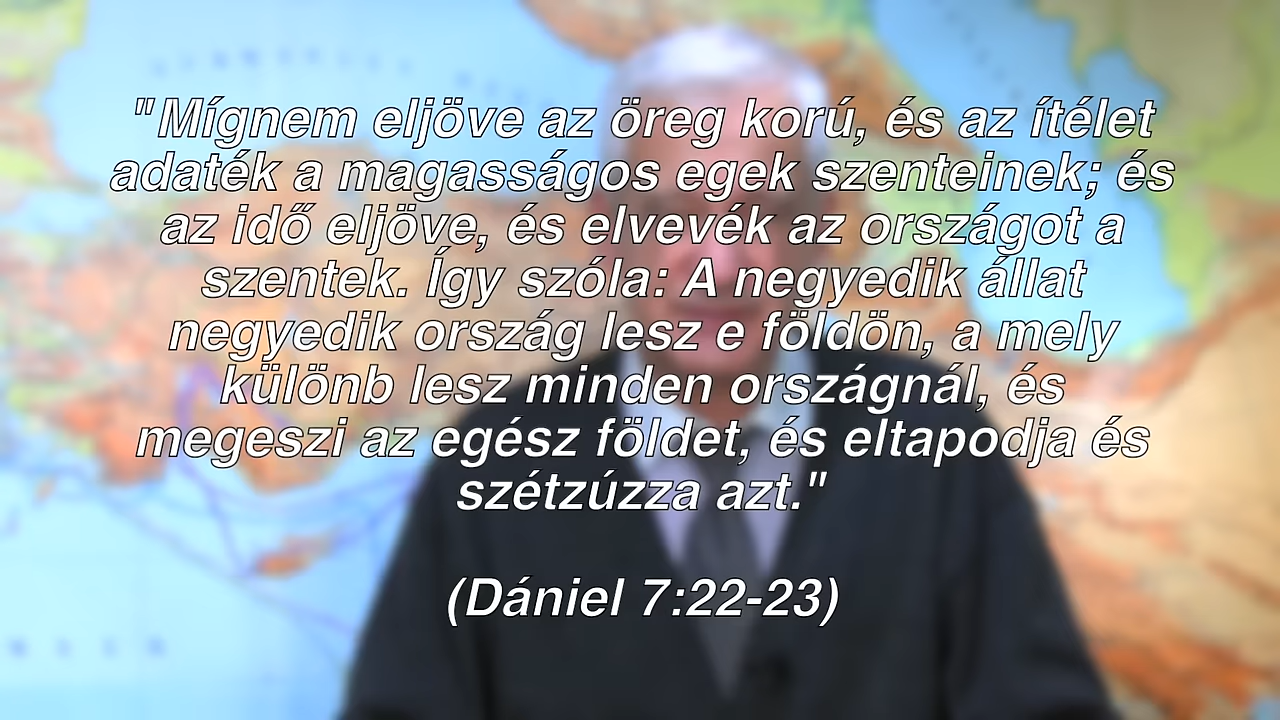 "Mígnem eljöve az öreg korú, és az ítélet
adaték a magasságos egek szenteinek; és
az idő eljöve, és elvevék az országot a
szentek. Így szóla: A negyedik állat
negyedik ország lesz e földön, a mely
különb lesz minden országnál, és
megeszi az egész földet, és eltapodja és
szétzúzza azt."
(Dániel 7:22-23)